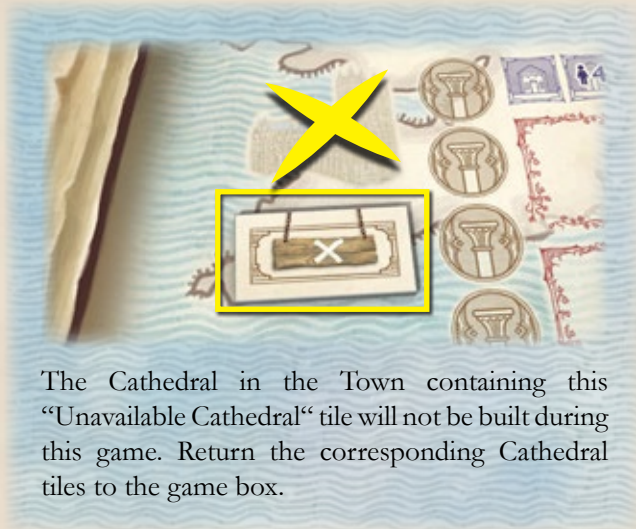 The Cathedral in the Town containing this
“Unavailable Cathedral“ tile will not be built during
this game. Return the corresponding Cathedral
tiles to the game box.